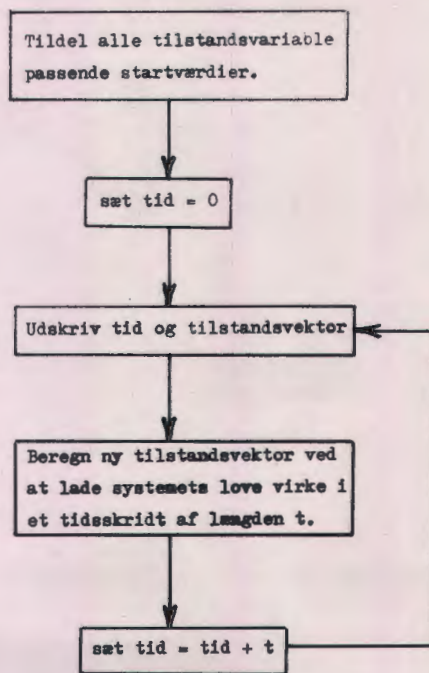 Tildel alle tilstandsvariable
passende startværdier.
sæt tid = 0
Udskriv tid og tilstandsvektor
Beregn ny tilstandsvektor ved
at lade systemets love virke i
et tidsskridt af længden t.
sæt tid = tid + t